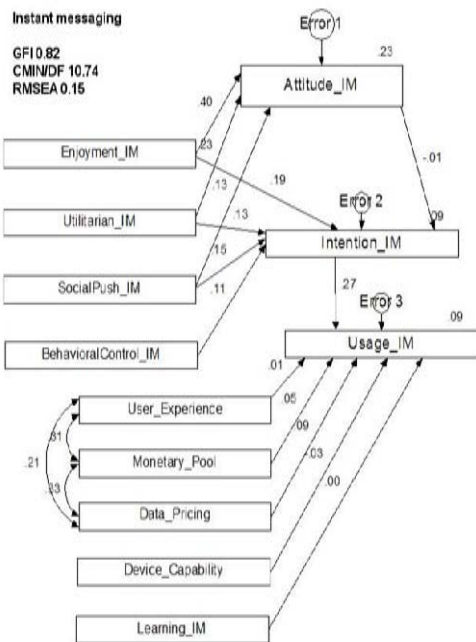 Instant messaging
GFI 0.82
CMIN/DF 10.74
RMSEA 0.15
Error 1
.23
Attitude_IM
.40
.23
Enjoyment_IM
-.01
.19
.13
Error 2
Utilitarian_IM
.13
.09
Intention_IM
.15
SocialPush_IM
.11
.27
Error 3
.09
BehavioralControl_IM
Usage_IM
.01
User_Experience
.05
.31
.09
.21
Monetary_Pool
-.03
.33
.00
Data_Pricing
Device_Capability
Learning_IM